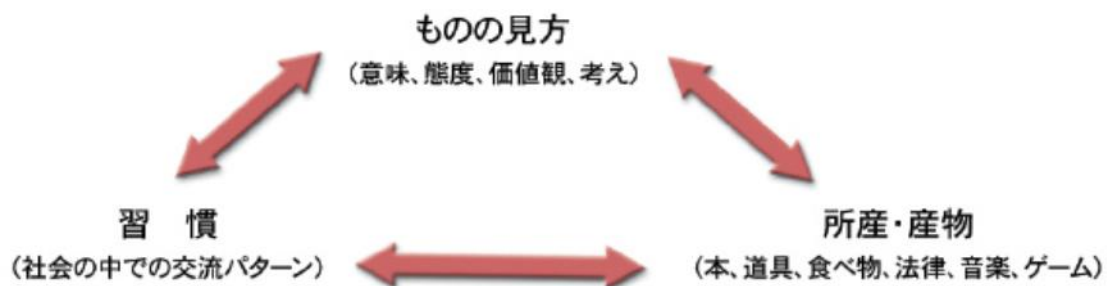 ものの見方
(意味、態度、価値観、考え)
習　慣
(社会の中での交流パターン)
所産・産物
(本、道具、食べ物、法律、音楽、ゲーム)